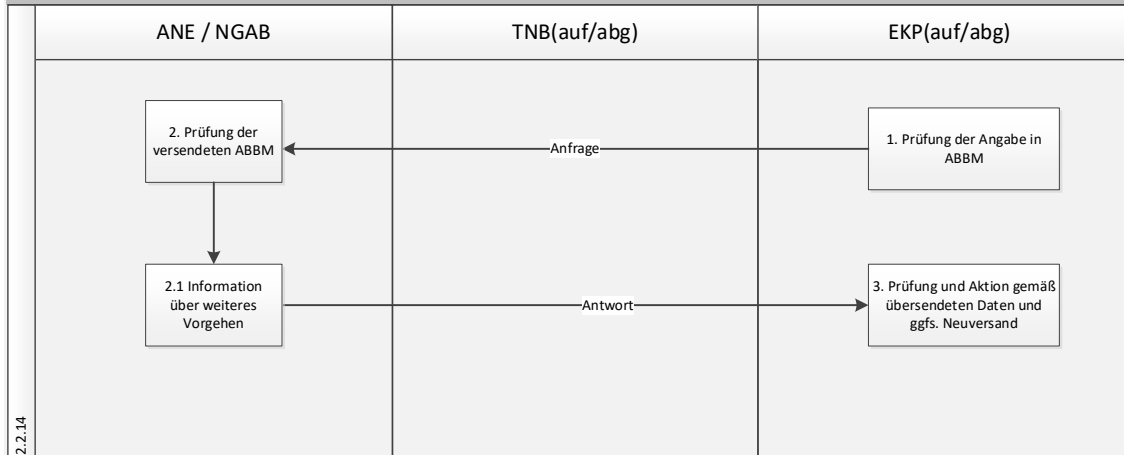 ANE / NGAB
TNB(auf/abg)
EKP(auf/abg)
2. Prüfung der
versendeten ABBM
Anfrage
1. Prüfung der Angabe in
ABBM
2.1 Information
über weiteres
Vorgehen
Antwort
3. Prüfung und Aktion gemäß
übersendeten Daten und
ggfs. Neuversand
2.2.14